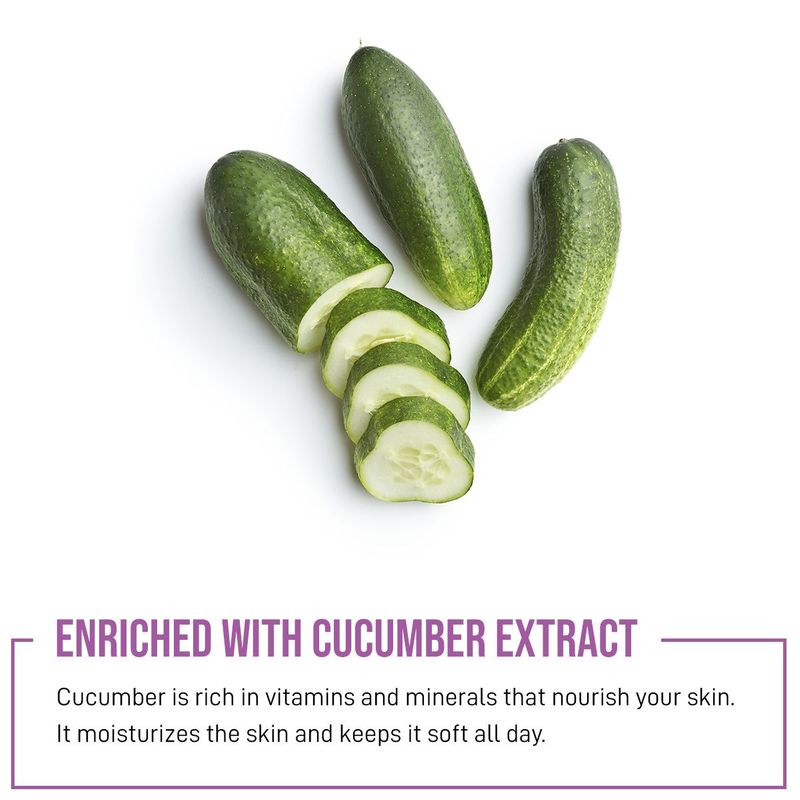 ENRICHED WITH CUCUMBER EXTRACT
Cucumber is rich in vitamins and minerals that nourish your skin.
It moisturizes the skin and keeps it soft all day.